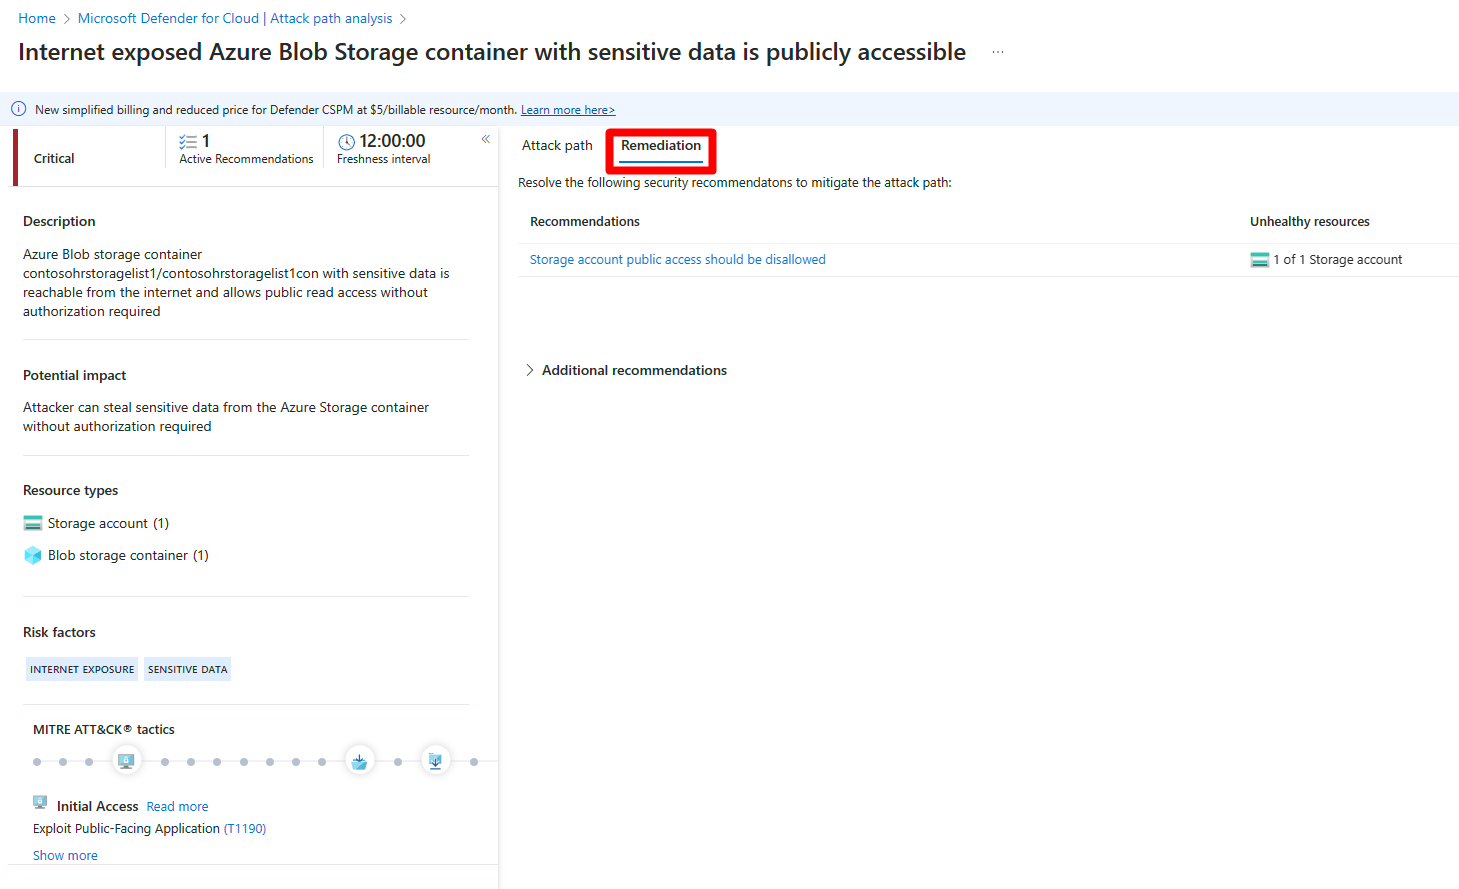 Home > Microsoft Defender for Cloud | Attack path analysis >
Internet exposed Azure Blob Storage container with sensitive data is publicly accessible ...
New simplified billing and reduced price for Defender CSPM at $5/billable resource/month. Learn more here>
Critical
1
Active Recommendations
12:00:00
Freshness interval
«
Description
Azure Blob storage container
contosohrstoragelist1/contosohrstoragelist1con with sensitive data is
reachable from the internet and allows public read access without
authorization required
Potential impact
Attacker can steal sensitive data from the Azure Storage container
without authorization required
Resource types
Storage account (1)
Blob storage container (1)
Risk factors
INTERNET EXPOSURE SENSITIVE DATA
MITRE ATT&CK® tactics
Initial Access Read more
Exploit Public-Facing Application (T1190)
Show more
Attack path Remediation
Resolve the following security recommendatons to mitigate the attack path:
Recommendations Unhealthy resources
Storage account public access should be disallowed 1 of 1 Storage account
> Additional recommendations